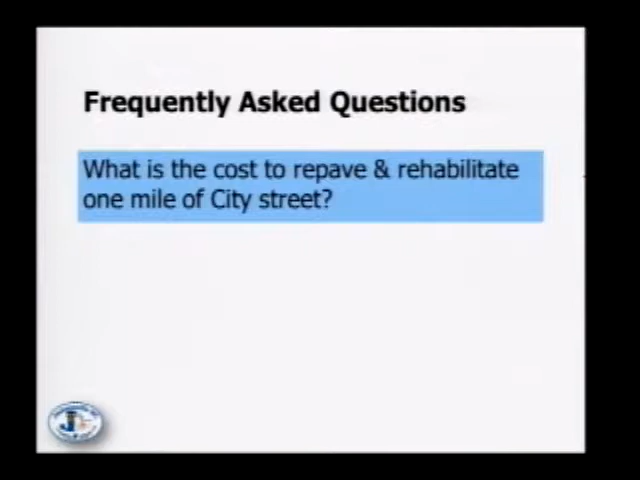 Frequently Asked Questions
What is the cost to repave & rehabilitate
one mile of City street?